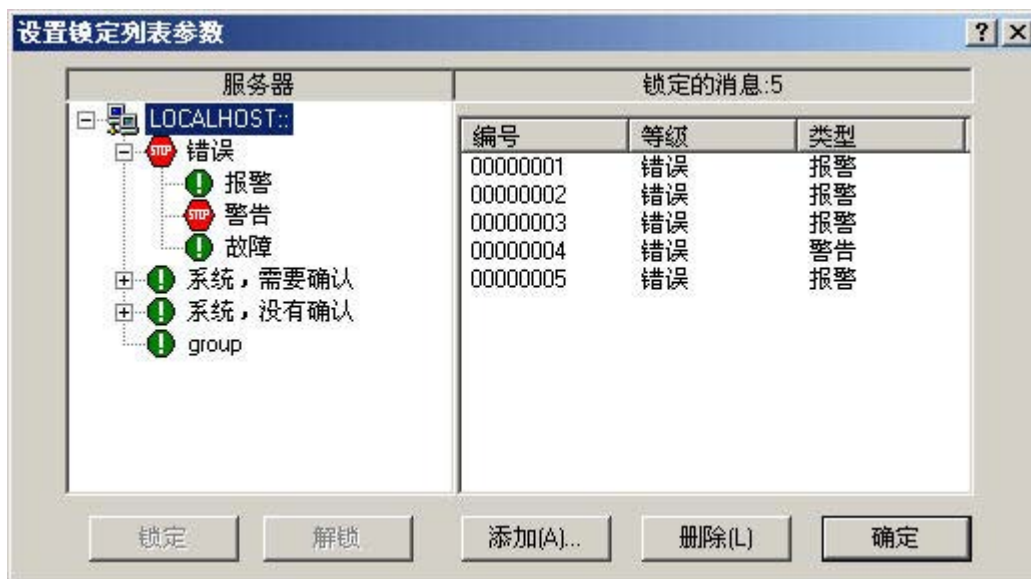 设置锁定列表参数
服务器
锁定的消息:5
LOCALHOST::
STOP 错误
报警
STOP 警告
故障
系统，需要确认
系统，没有确认
group
编号 等级 类型
00000001 错误 报警
00000002 错误 报警
00000003 错误 报警
00000004 错误 警告
00000005 错误 报警
锁定 解锁 添加(A)... 删除(L) 确定